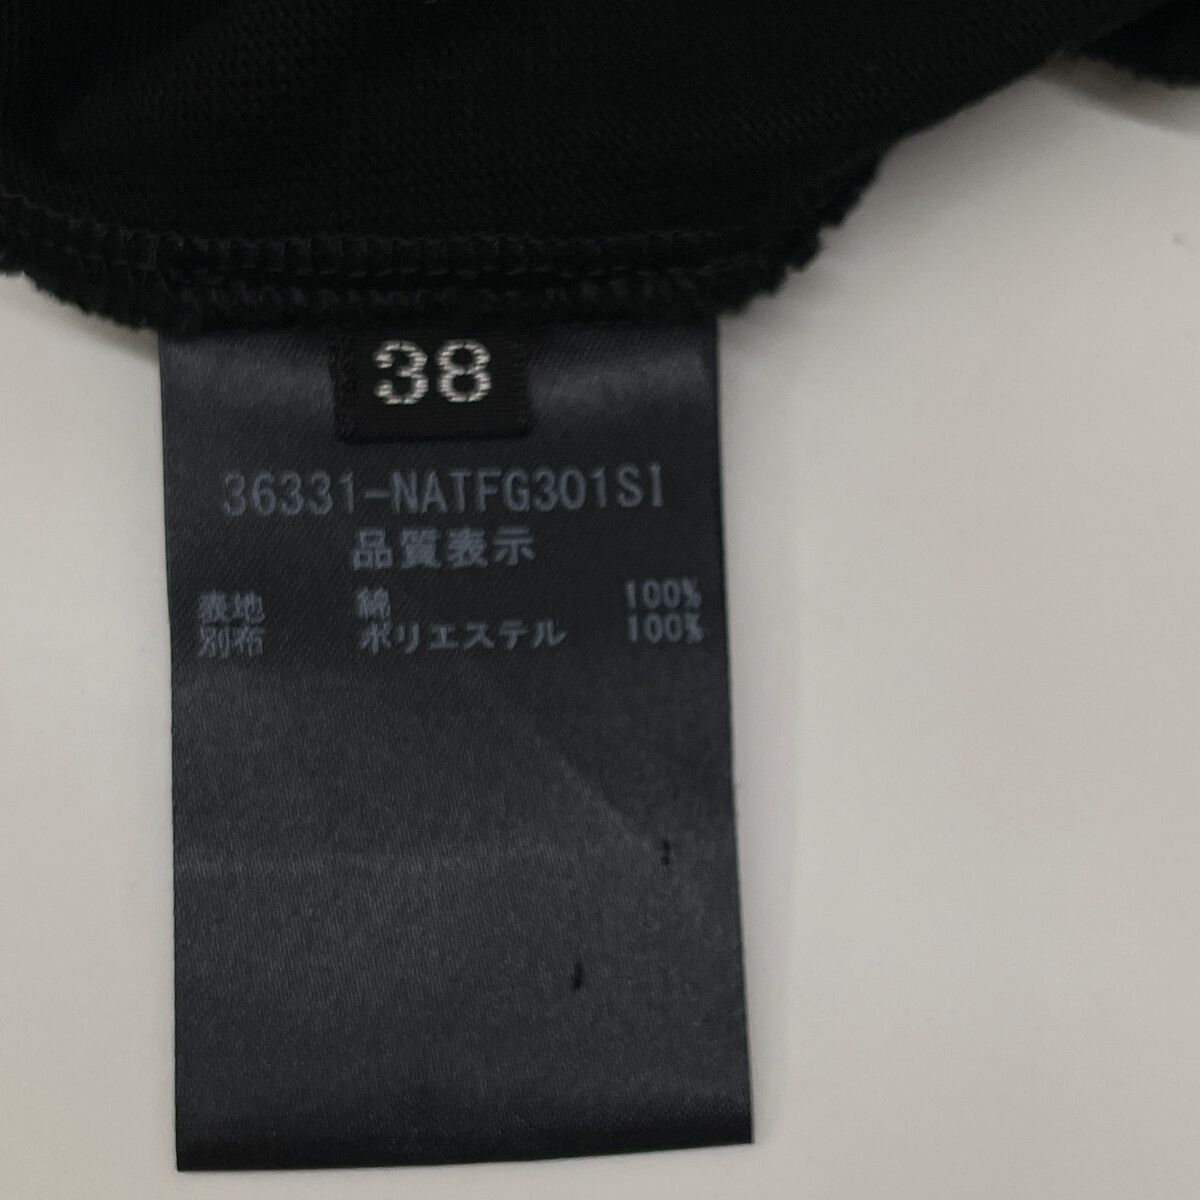 38
36331-NATFG301SI
品質表示
表地 綿 100%
別布 ポリエステル 100%